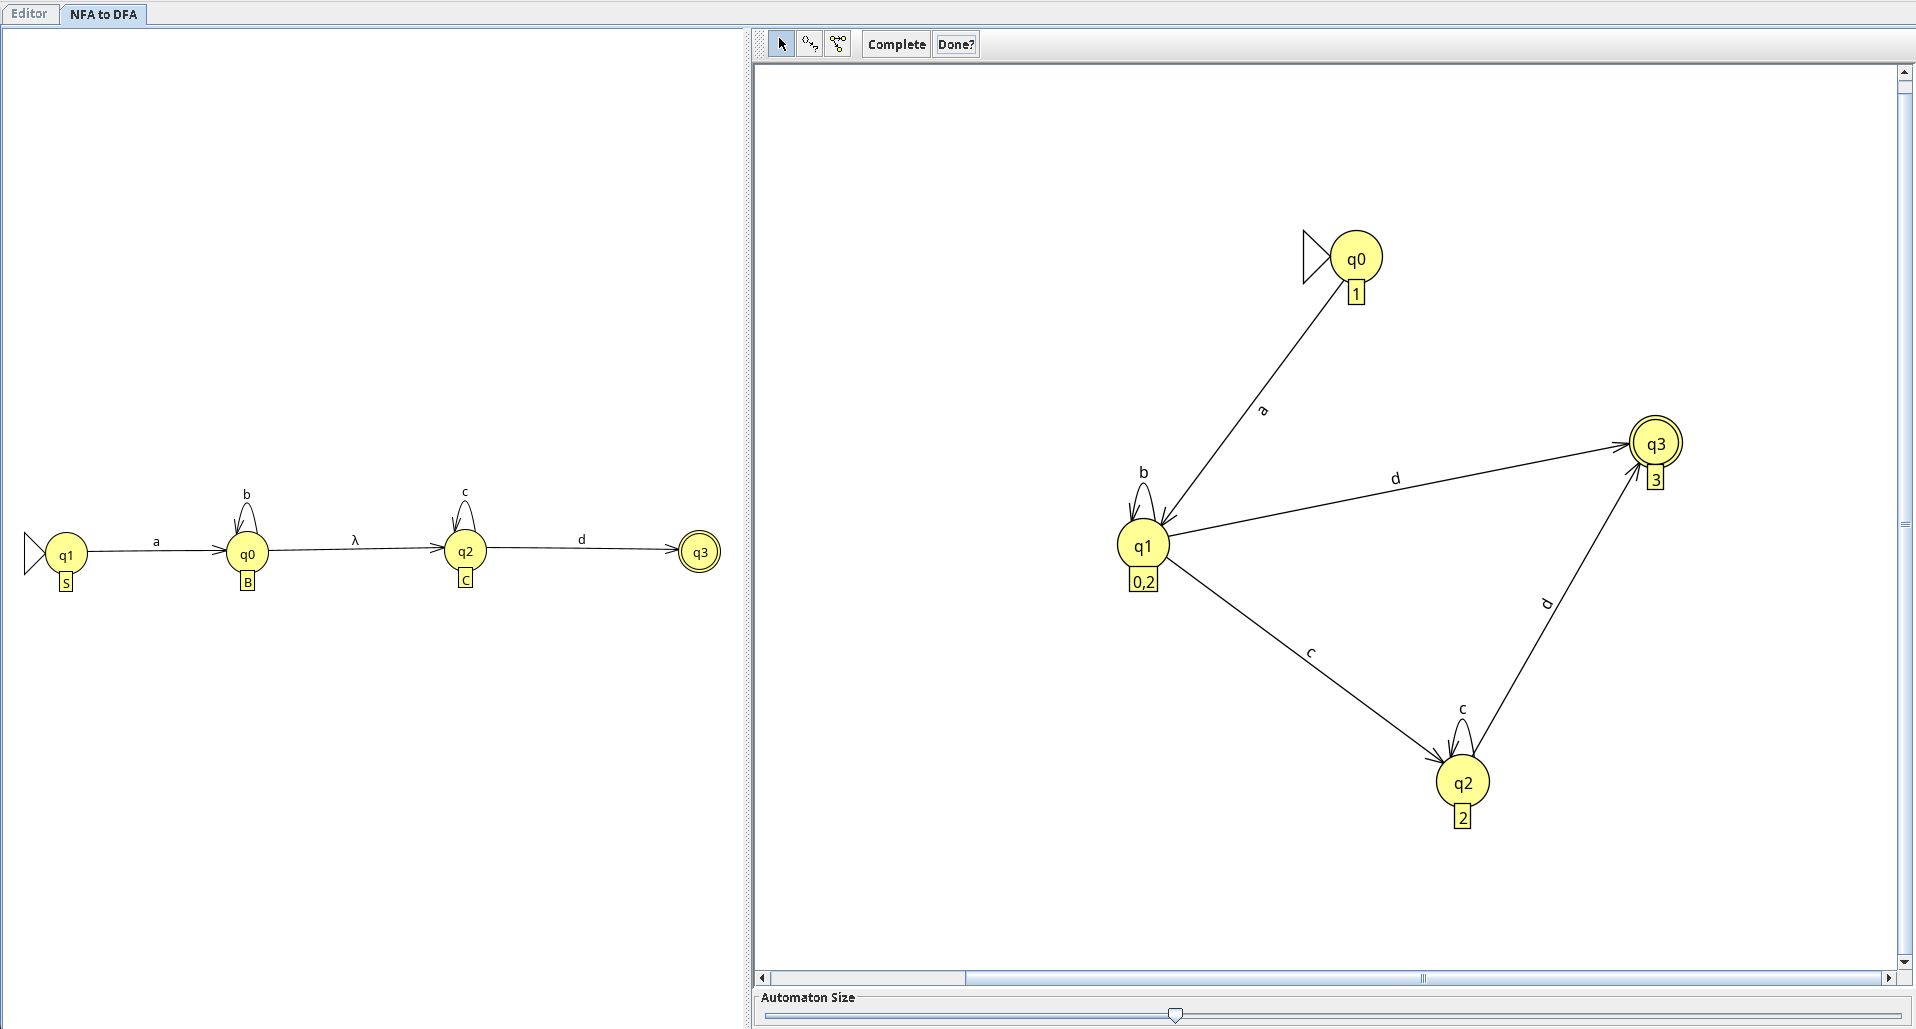 Editor
NFA to DFA
Complete
Done?
b
c
a
λ
d
q1
q0
q2
q3
S
B
C
q0
1
a
q3
3
b
d
q1
0,2
d
c
c
q2
2
Automaton Size